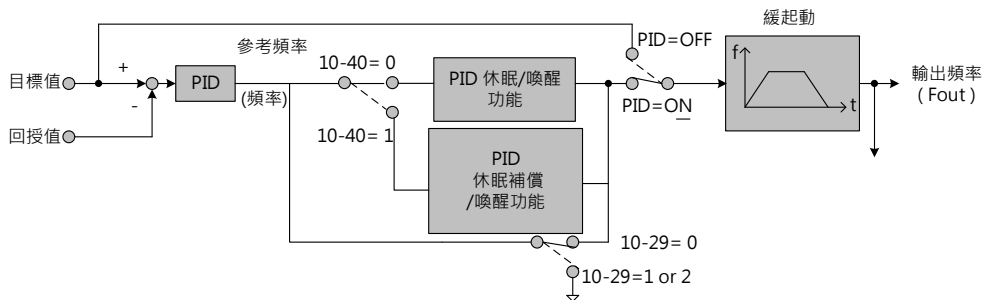 緩起動
PID=OFF
f
參考頻率
10-40= 0
目標值
+
PID
(頻率)
PID 休眠/喚醒
功能
輸出頻率
( Fout )
t
-
PID=ON
回授值
10-40= 1
PID
休眠補償
/喚醒功能
10-29= 0
10-29=1 or 2